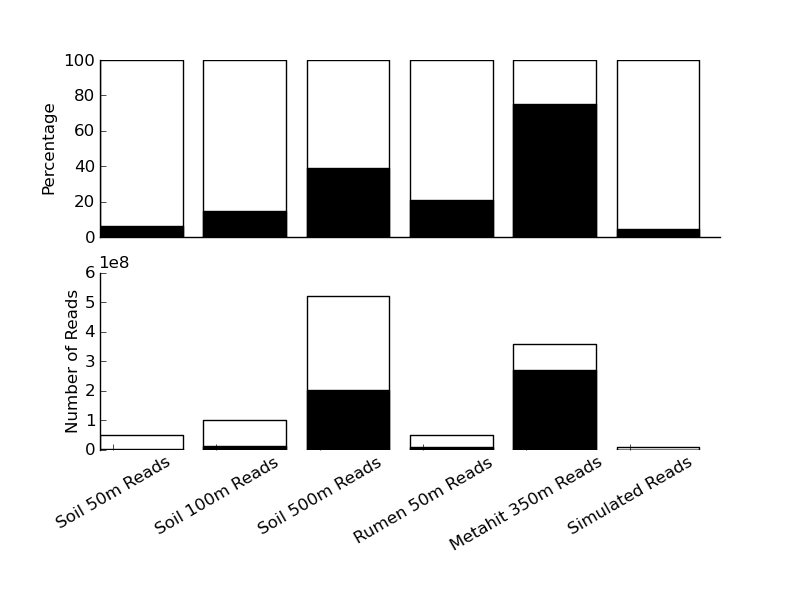 100
80
60
40
20
0
Percentage
1e8
6
5
4
3
2
1
0
Number of Reads
Soil 50m Reads
Soil 100m Reads
Soil 500m Reads
Rumen 50m Reads
Metahit 350m Reads
Simulated Reads